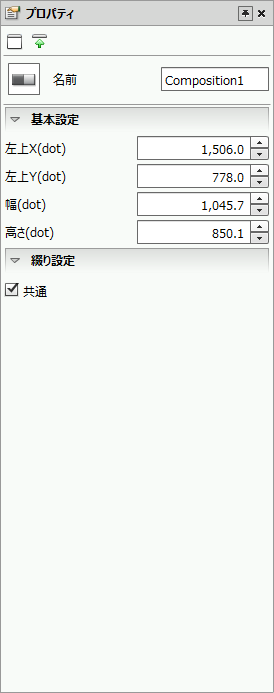 プロパティ
名前 Composition1
基本設定
左上X(dot) 1,506.0
左上Y(dot) 778.0
幅(dot) 1,045.7
高さ(dot) 850.1
綴り設定
共通